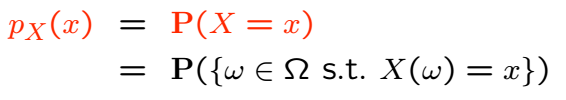 p_X(x) = P(X = x)
= P({ω ∈ Ω s.t. X(ω) = x})